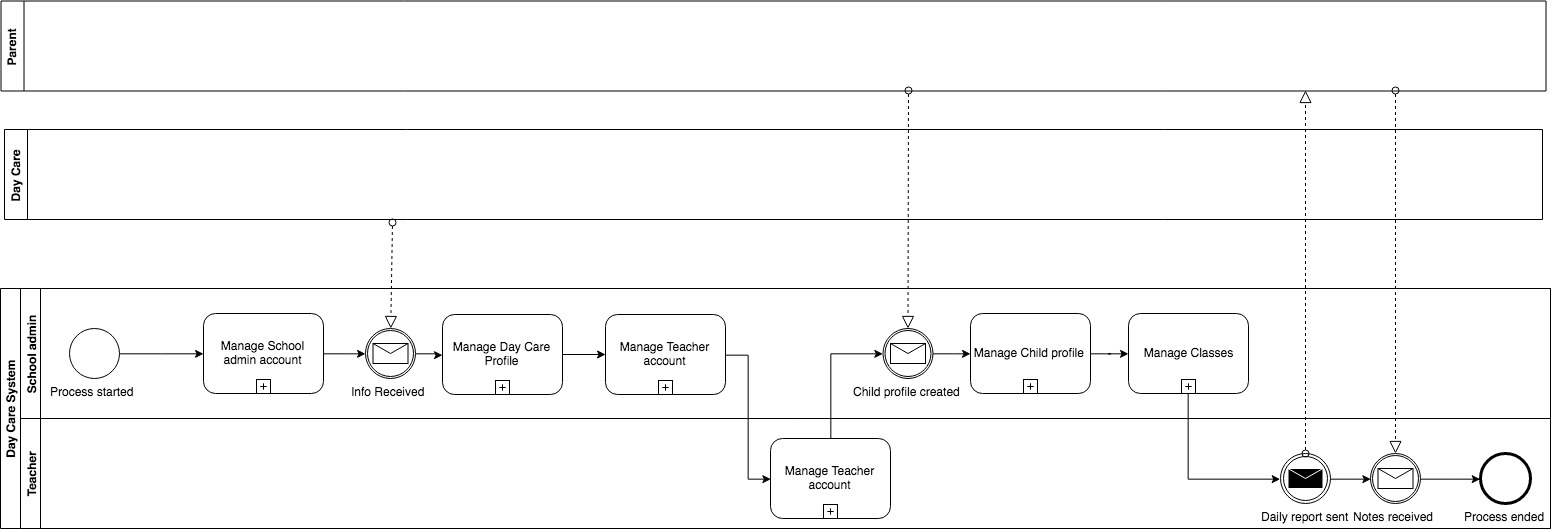 Parent
Day Care
Day Care System
School admin
Process started
Manage School
admin account
Info Received
Manage Day Care
Profile
Manage Teacher
account
Child profile created
Manage Child profile
Manage Classes
Teacher
Manage Teacher
account
Daily report sent
Notes received
Process ended